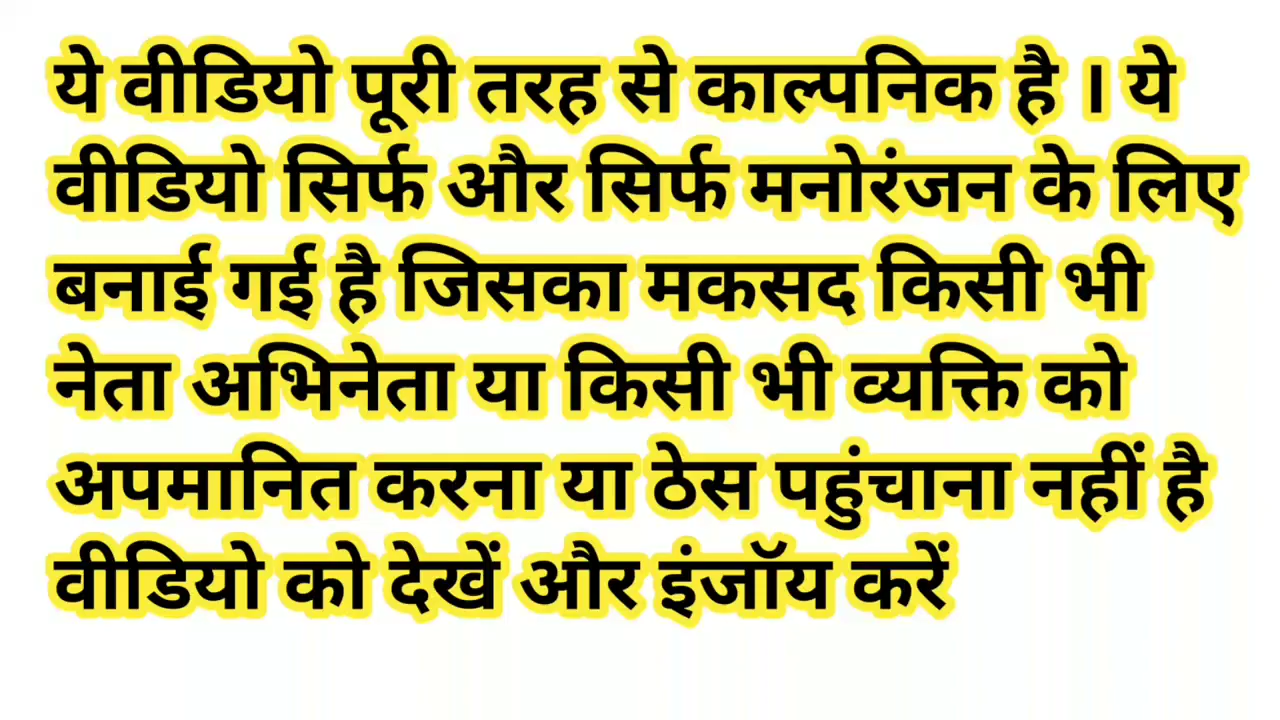 ये वीडियो पूरी तरह से काल्पनिक है । ये
वीडियो सिर्फ और सिर्फ मनोरंजन के लिए
बनाई गई है जिसका मकसद किसी भी
नेता अभिनेता या किसी भी व्यक्ति को
अपमानित करना या ठेस पहुंचाना नहीं है
वीडियो को देखें और इंजॉय करें